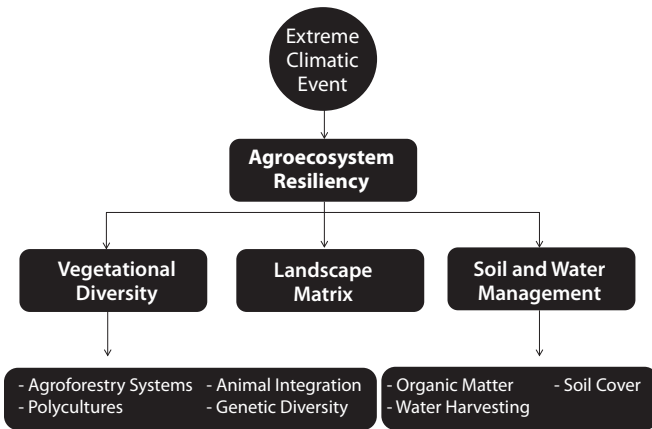 Extreme
Climatic
Event
Agroecosystem
Resiliency
Vegetational
Diversity
Landscape
Matrix
Soil and Water
Management
- Agroforestry Systems - Animal Integration
- Polycultures - Genetic Diversity
- Organic Matter - Soil Cover
- Water Harvesting